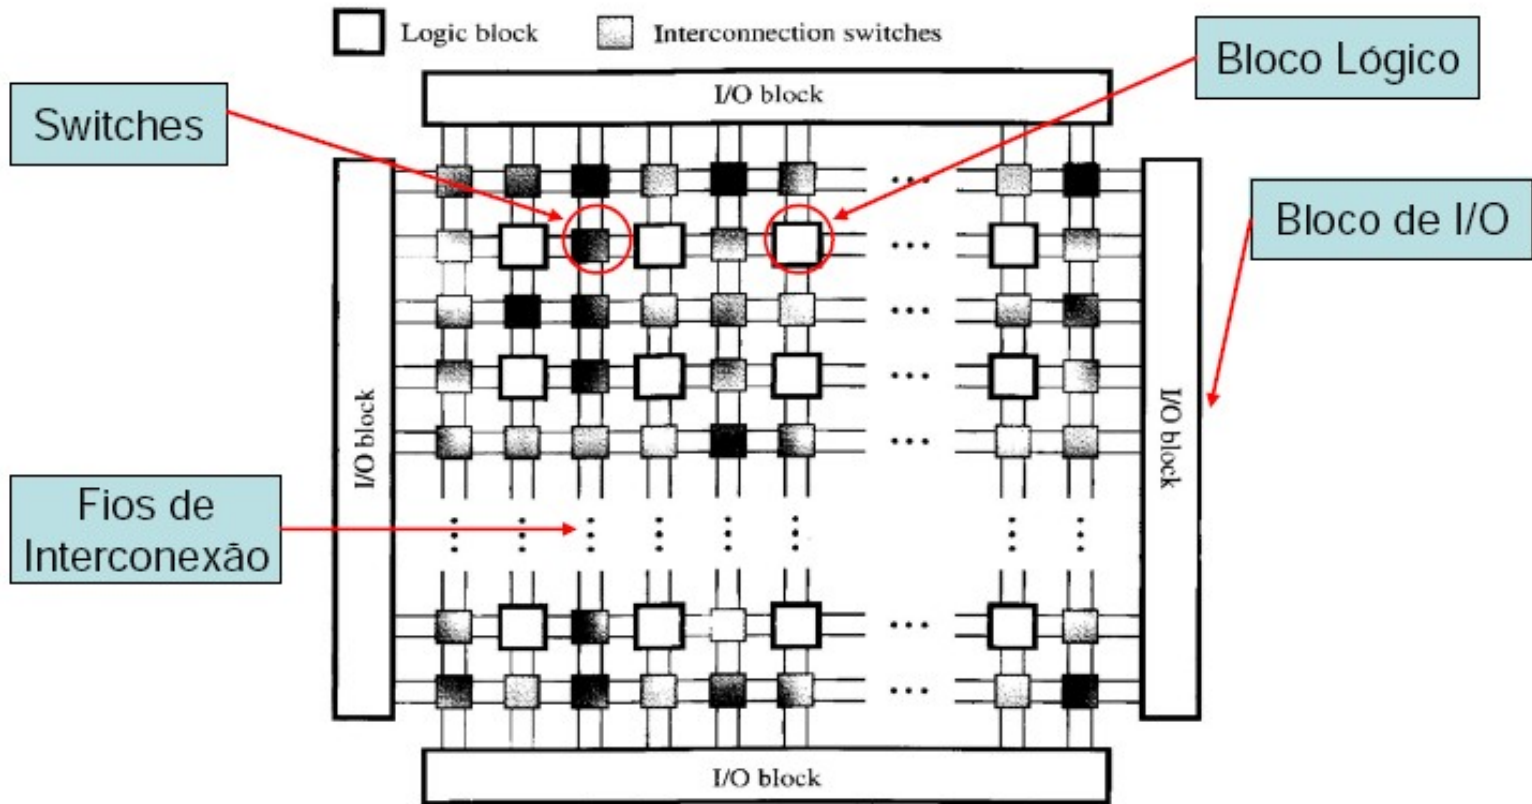 Logic block
Interconnection switches
Bloco Lógico
I/O block
Switches
Bloco de I/O
I/O block
I/O block
Fios de
Interconexão
I/O block